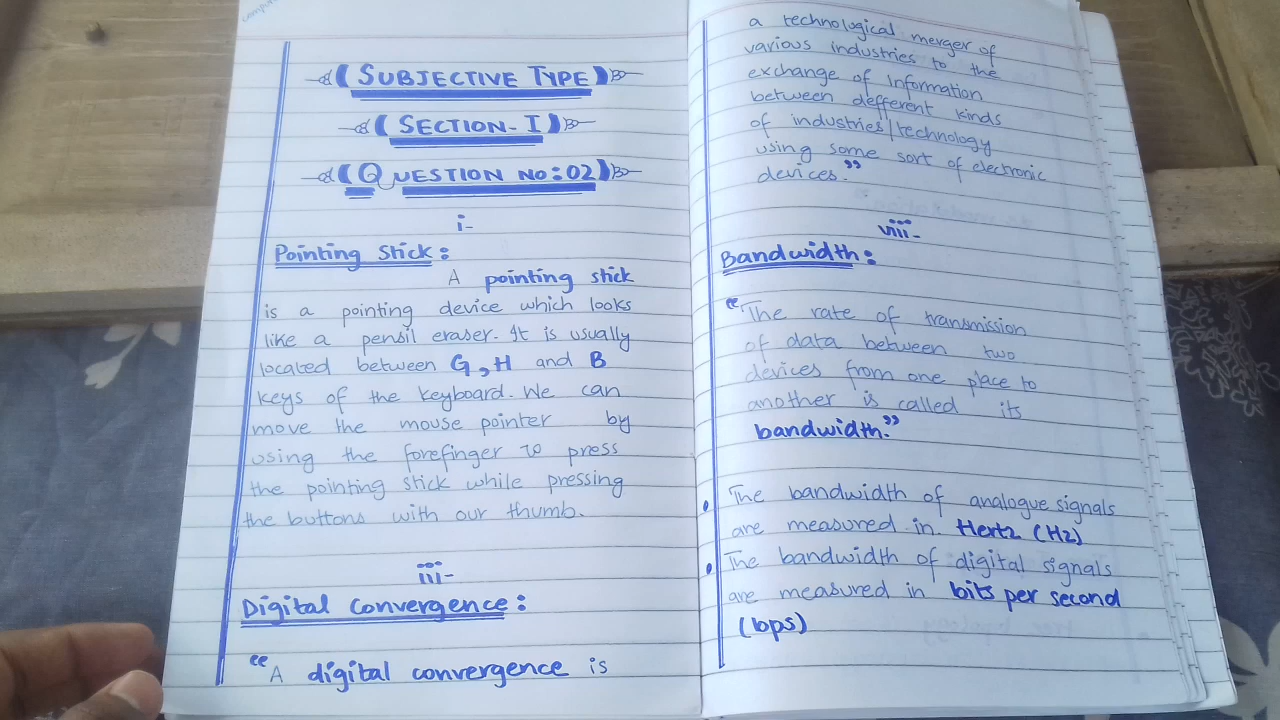 SUBJECTIVE TYPE
SECTION-I
QUESTION NO:02
i-
Pointing Stick:
A pointing stick
is a pointing device which looks
like a pensil eraser. It is usually
located between G, H and B
keys of the keyboard. We can
move the mouse pointer by
using the forefinger to press
the pointing stick while pressing
the buttons with our thumb.
iii-
Digital Convergence:
"A digital convergence is
a technological merger of
various industries to the
exchange of Information
between defferent kinds
of industries/technology
using some sort of electronic
devices."
viii-
Bandwidth:
"The rate of transmission
of data between two
devices from one place to
another is called its
bandwidth."
• The bandwidth of analogue signals
are measured in Hertz (Hz)
• The bandwidth of digital signals
are measured in bits per second
(bps)